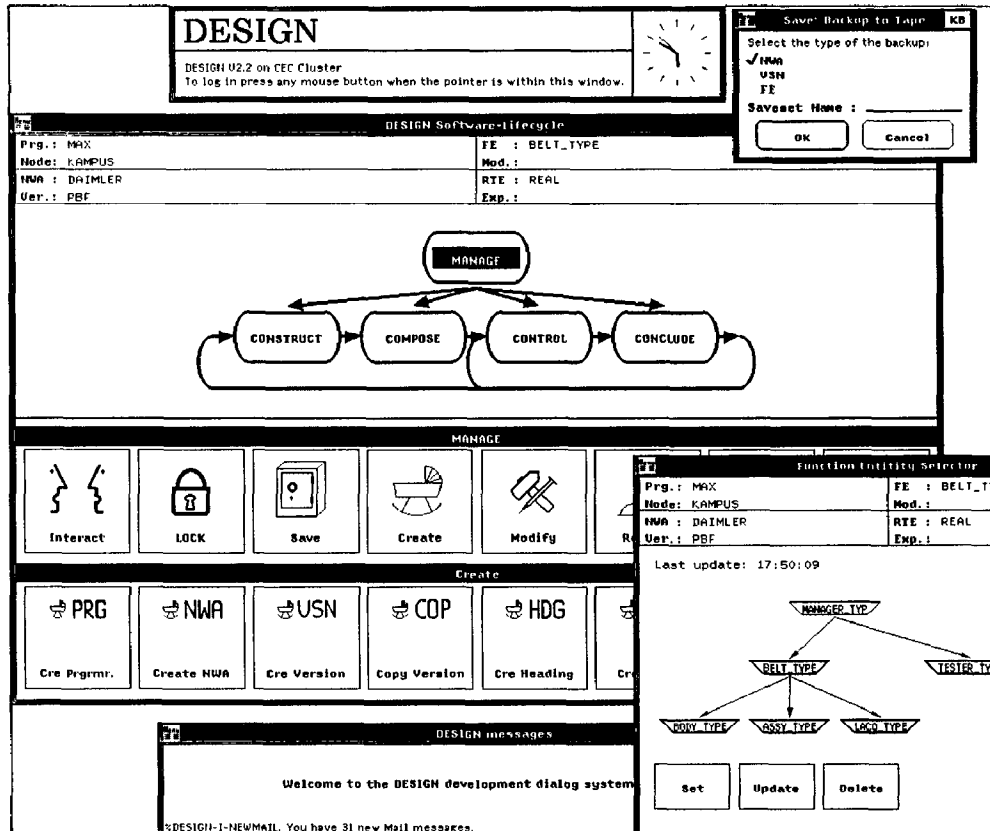 DESIGN
DESIGN V2.2 on CEC Cluster
To log in press any mouse button when the pointer is within this window.
Save: Backup to Tape KB
Select the type of the backup:
✓NWA
VSN
FE
Saveset Name :
OK Cancel
DESIGN Software-Lifecycle
Prg.: MAX FE : BELT_TYPE
Node: KAMPUS Mod.:
NWA : DAIMLER RTE : REAL
Ver.: PBF Exp.:
MANAGE
CONSTRUCT COMPOSE CONTROL CONCLUDE
MANAGE
Interact LOCK Save Create Modify
Create
PRG NWA VSN COP HDG
Cre Prgrmr. Create NWA Cre Version Copy Version Cre Heading
Function Entitity Selector
Prg.: MAX FE : BELT_T
Node: KAMPUS Mod.:
NWA : DAIMLER RTE : REAL
Ver.: PBF Exp.:
Last update: 17:50:09
MANAGER_TYP
BELT_TYPE TESTER_TY
BODY_TYPE ASSY_TYPE LACQ_TYPE
Set Update Delete
DESIGN messages
Welcome to the DESIGN development dialog system
%DESIGN-I-NEWMAIL, You have 31 new Mail messages.